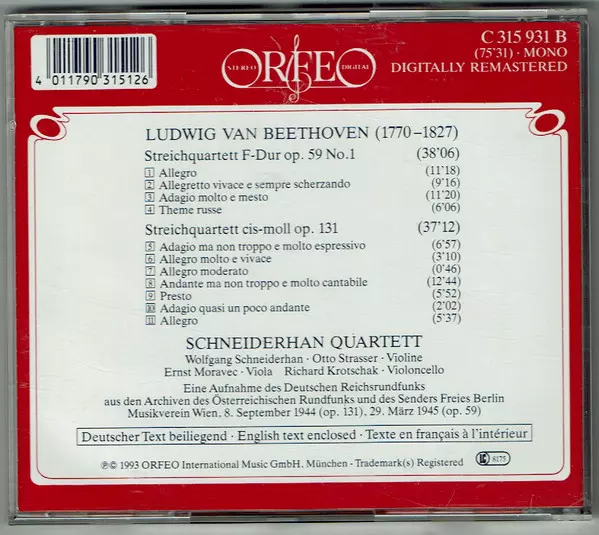 4 011790 315126
STEREO ORFEO DIGITAL
C 315 931 B
(75'31) · MONO
DIGITALLY REMASTERED
LUDWIG VAN BEETHOVEN (1770–1827)
Streichquartett F-Dur op. 59 No. 1 (38'06)
1 Allegro (11'18)
2 Allegretto vivace e sempre scherzando (9'16)
3 Adagio molto e mesto (11'20)
4 Theme russe (6'06)
Streichquartett cis-moll op. 131 (37'12)
5 Adagio ma non troppo e molto espressivo (6'57)
6 Allegro molto e vivace (3'10)
7 Allegro moderato (0'46)
8 Andante ma non troppo e molto cantabile (12'44)
9 Presto (5'52)
10 Adagio quasi un poco andante (2'02)
11 Allegro (5'37)
SCHNEIDERHAN QUARTETT
Wolfgang Schneiderhan · Otto Strasser · Violine
Ernst Moravec · Viola Richard Krotschak · Violoncello
Eine Aufnahme des Deutschen Reichsrundfunks
aus den Archiven des Österreichischen Rundfunks und des Senders Freies Berlin
Musikverein Wien, 8. September 1944 (op. 131), 29. März 1945 (op. 59)
Deutscher Text beiliegend · English text enclosed · Texte en français à l'intérieur
℗© 1993 ORFEO International Music GmbH, München · Trademark(s) Registered
LC 8175